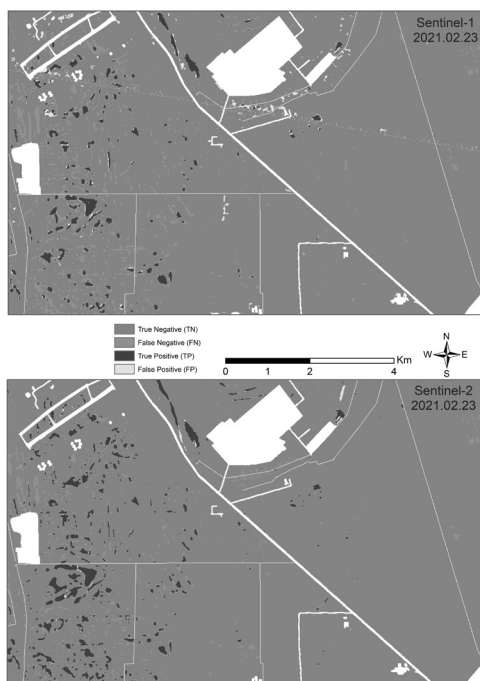 Sentinel-1
2021.02.23
True Negative (TN)
False Negative (FN)
True Positive (TP)
False Positive (FP)
Km
0 1 2 4
N
W E
S
Sentinel-2
2021.02.23